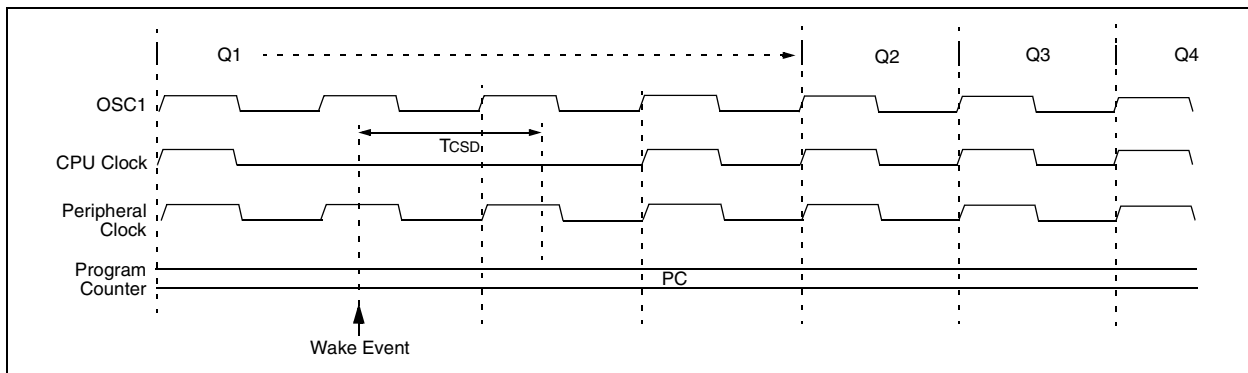 Q1
Q2
Q3
Q4
OSC1
TCSD
CPU Clock
Peripheral
Clock
Program
Counter
PC
Wake Event